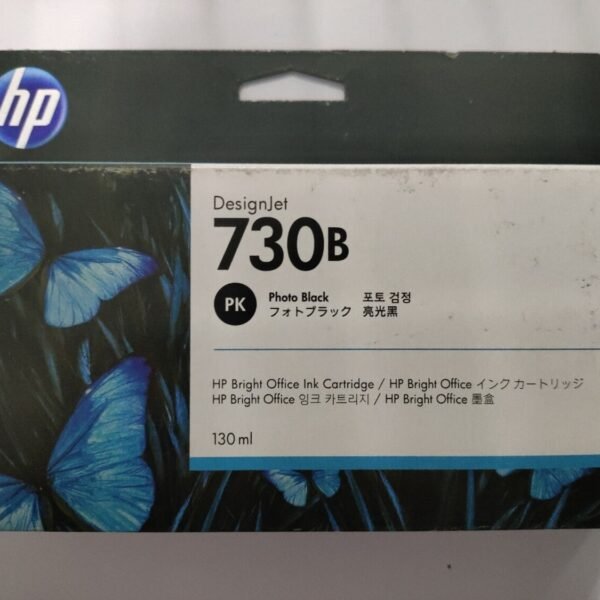 hp
DesignJet
730B
PK Photo Black 포토 검정
フォトブラック 亮光黑
HP Bright Office Ink Cartridge / HP Bright Office インク カートリッジ
HP Bright Office 잉크 카트리지 / HP Bright Office 墨盒
130 ml